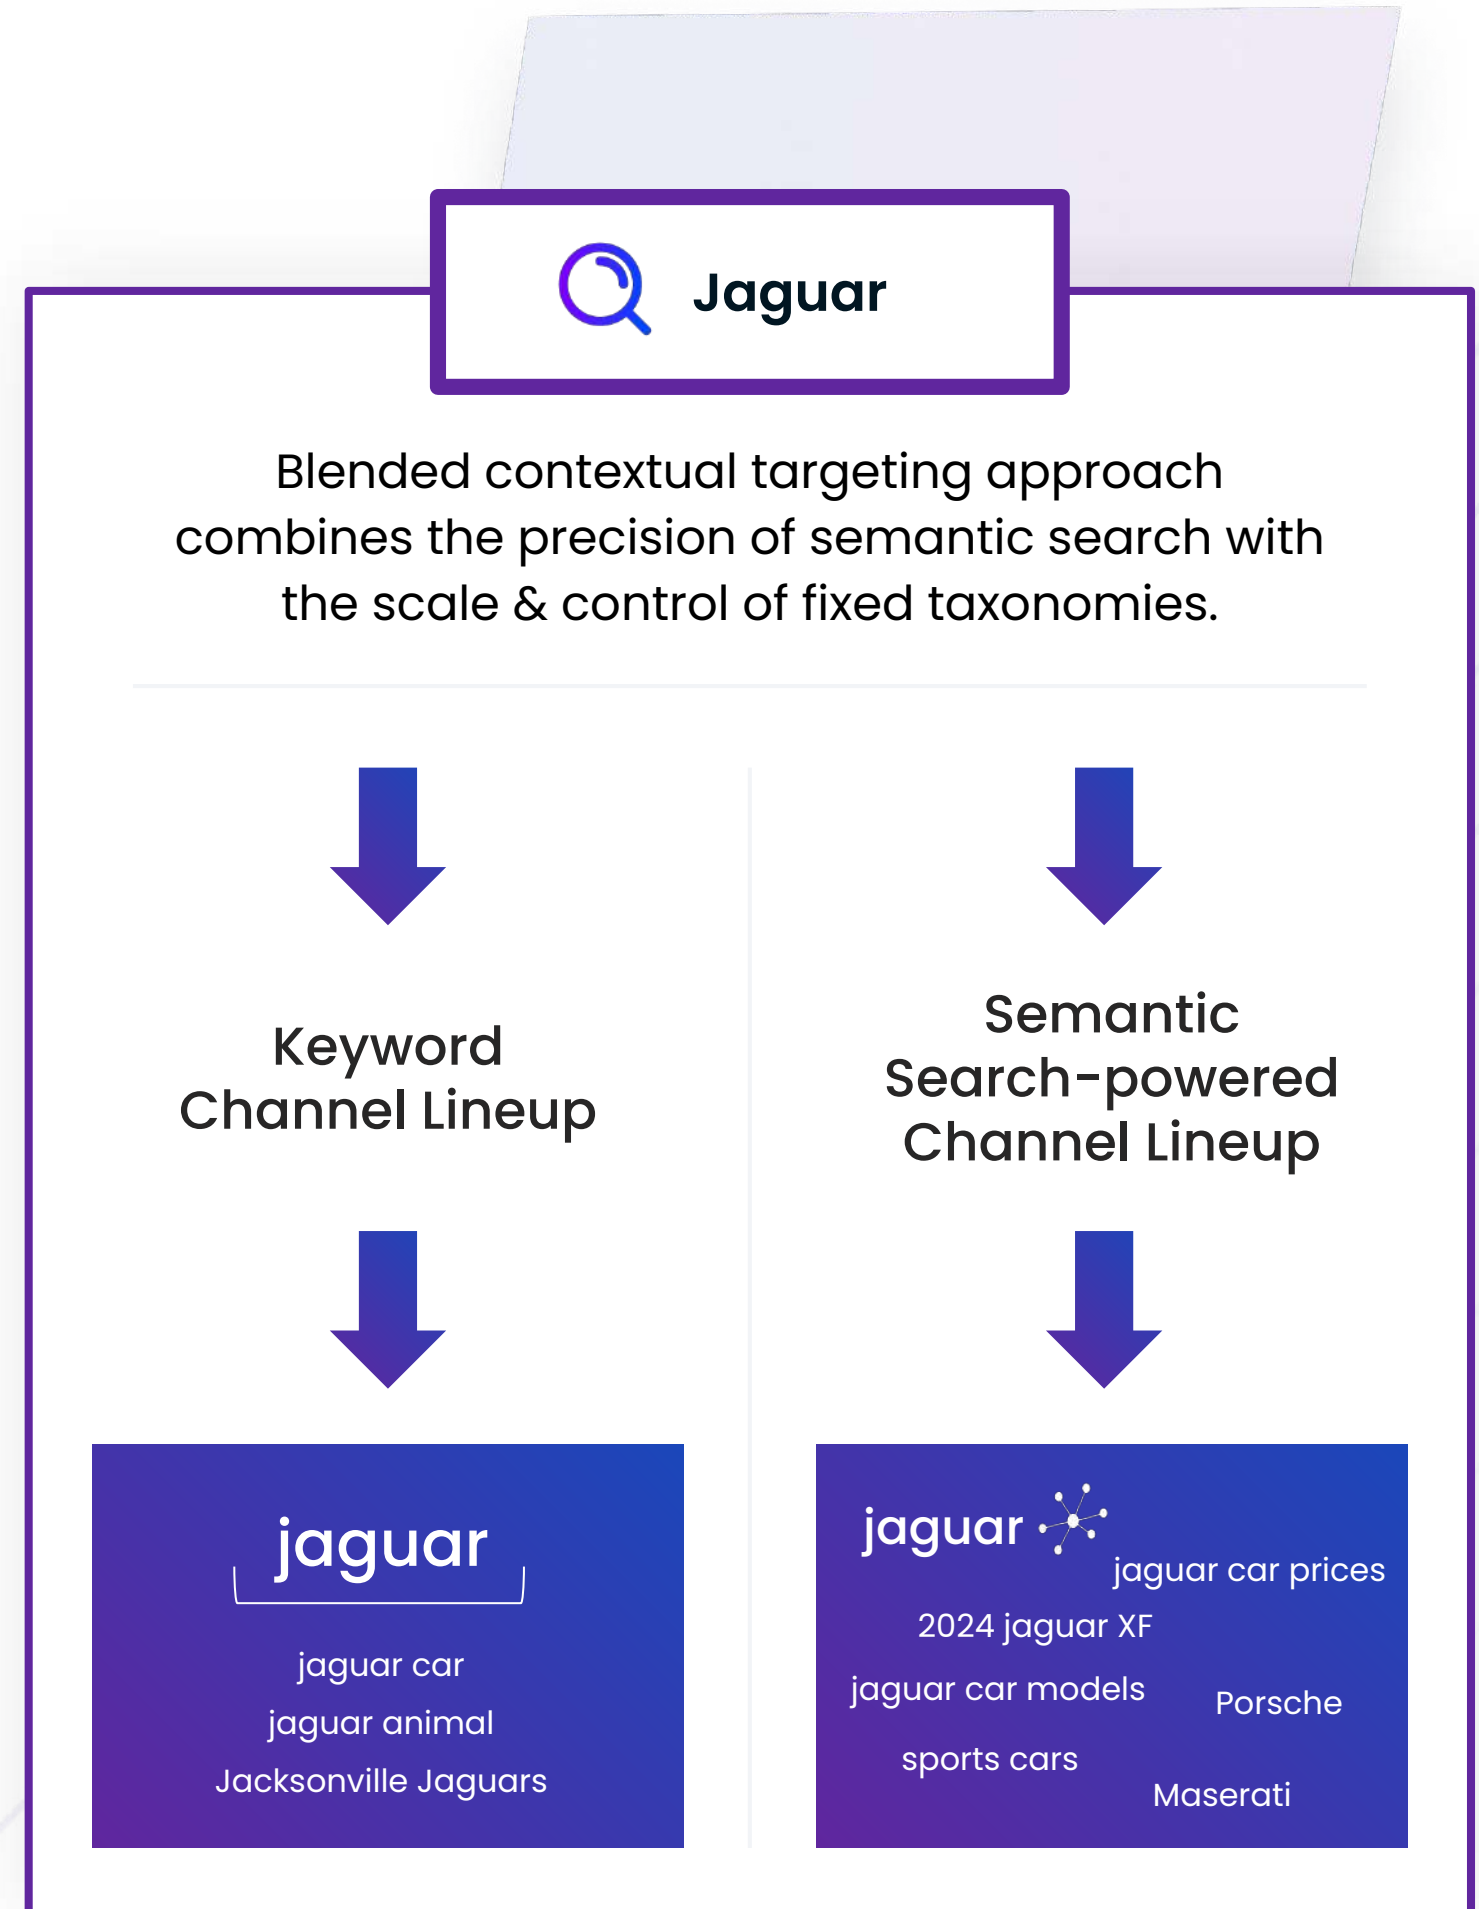 Jaguar
Blended contextual targeting approach
combines the precision of semantic search with
the scale & control of fixed taxonomies.
Keyword
Channel Lineup
Semantic
Search-powered
Channel Lineup
jaguar
jaguar car
jaguar animal
Jacksonville Jaguars
jaguar
jaguar car prices
2024 jaguar XF
jaguar car models
Porsche
sports cars
Maserati